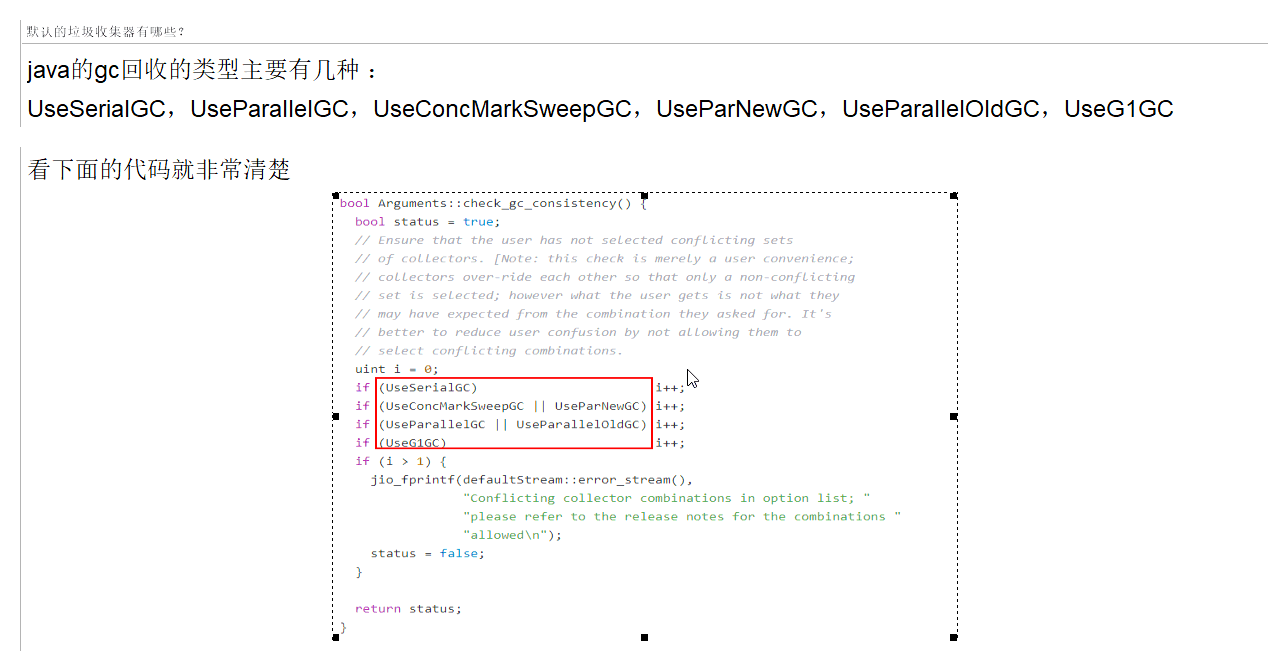 默认的垃圾收集器有哪些?
java的gc回收的类型主要有几种：
UseSerialGC，UseParallelGC，UseConcMarkSweepGC，UseParNewGC，UseParallelOldGC，UseG1GC
看下面的代码就非常清楚
bool Arguments::check_gc_consistency() {
bool status = true;
// Ensure that the user has not selected conflicting sets
// of collectors. [Note: this check is merely a user convenience;
// collectors over-ride each other so that only a non-conflicting
// set is selected; however what the user gets is not what they
// may have expected from the combination they asked for. It's
// better to reduce user confusion by not allowing them to
// select conflicting combinations.
uint i = 0;
if (UseSerialGC) i++;
if (UseConcMarkSweepGC || UseParNewGC) i++;
if (UseParallelGC || UseParallelOldGC) i++;
if (UseG1GC) i++;
if (i > 1) {
jio_fprintf(defaultStream::error_stream(),
"Conflicting collector combinations in option list; "
"please refer to the release notes for the combinations "
"allowed\n");
status = false;
}
return status;
}